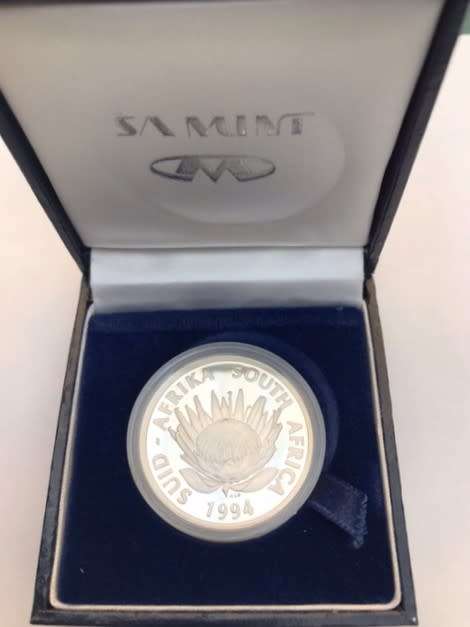 SA MINT
SUID - AFRIKA SOUTH AFRICA
1994